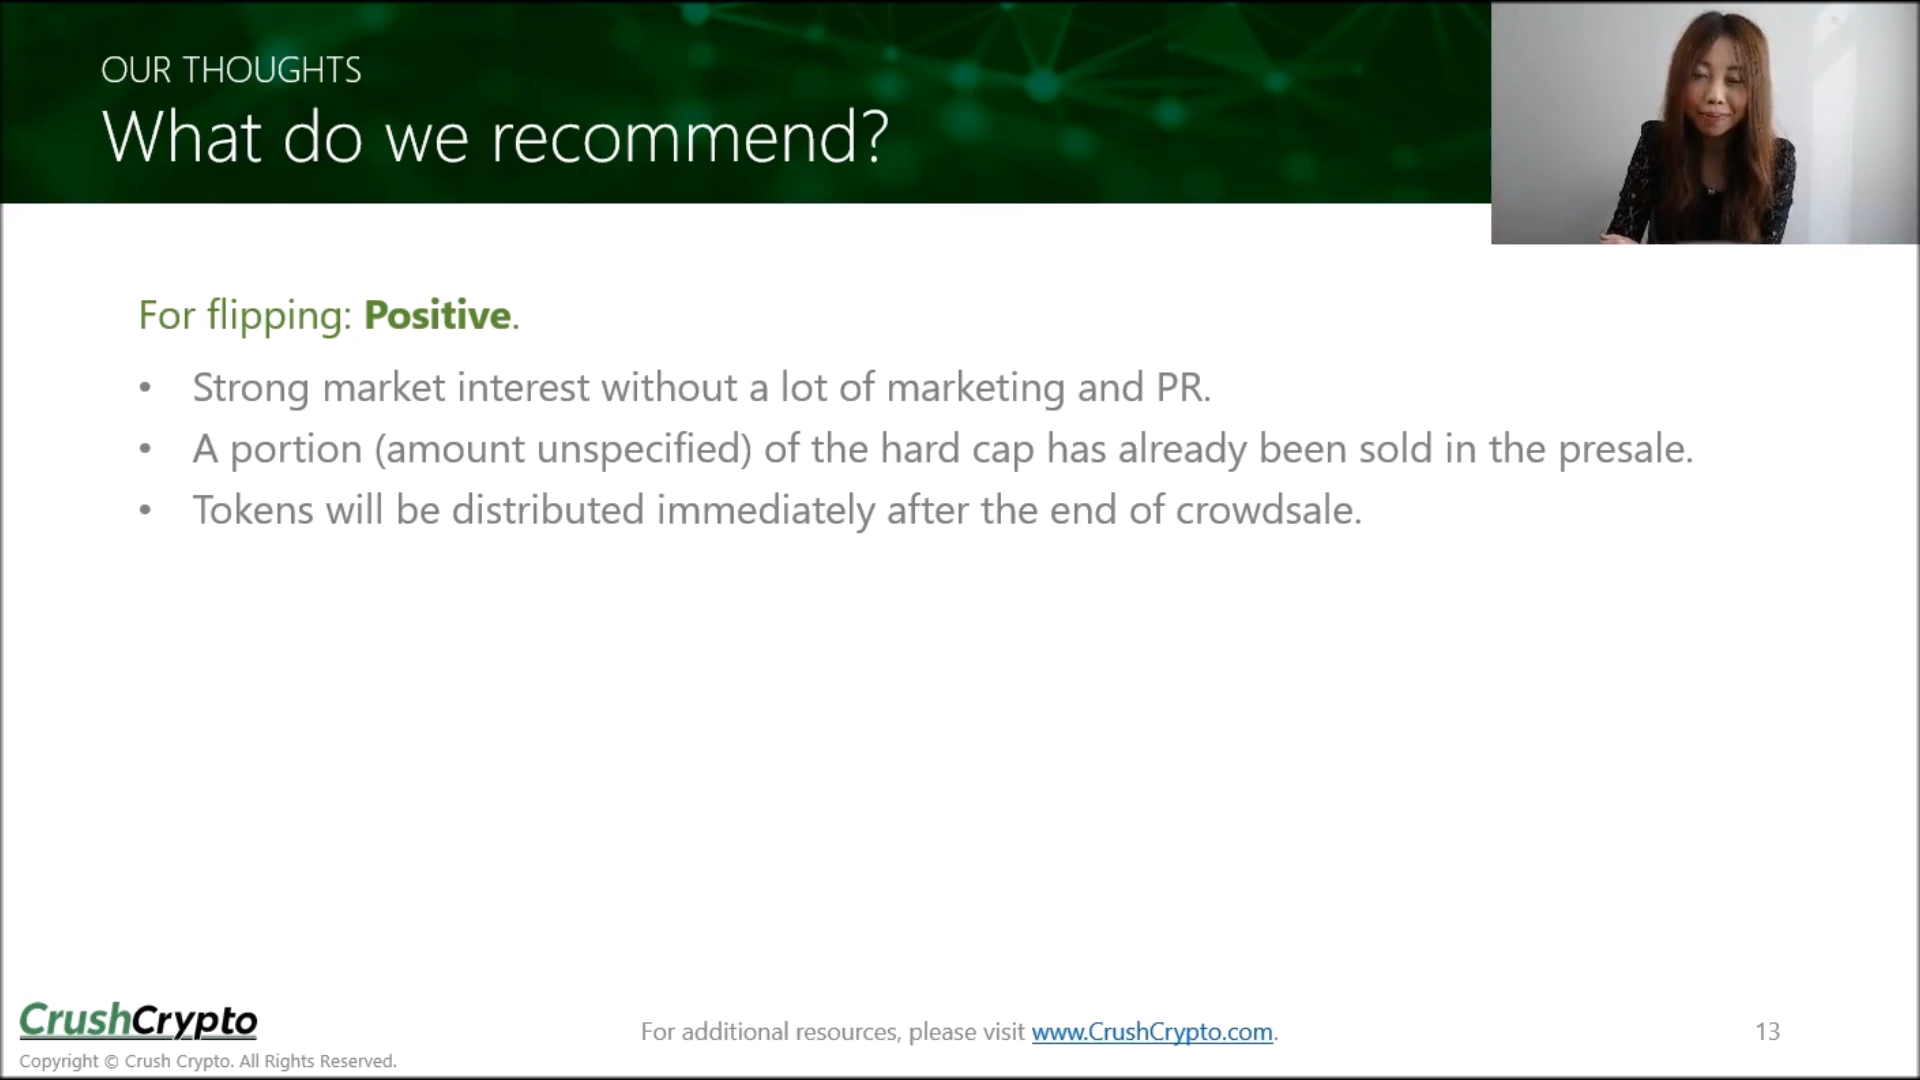 OUR THOUGHTS
What do we recommend?
For flipping: Positive.
• Strong market interest without a lot of marketing and PR.
• A portion (amount unspecified) of the hard cap has already been sold in the presale.
• Tokens will be distributed immediately after the end of crowdsale.
CrushCrypto
Copyright © Crush Crypto. All Rights Reserved.
For additional resources, please visit www.CrushCrypto.com.
13